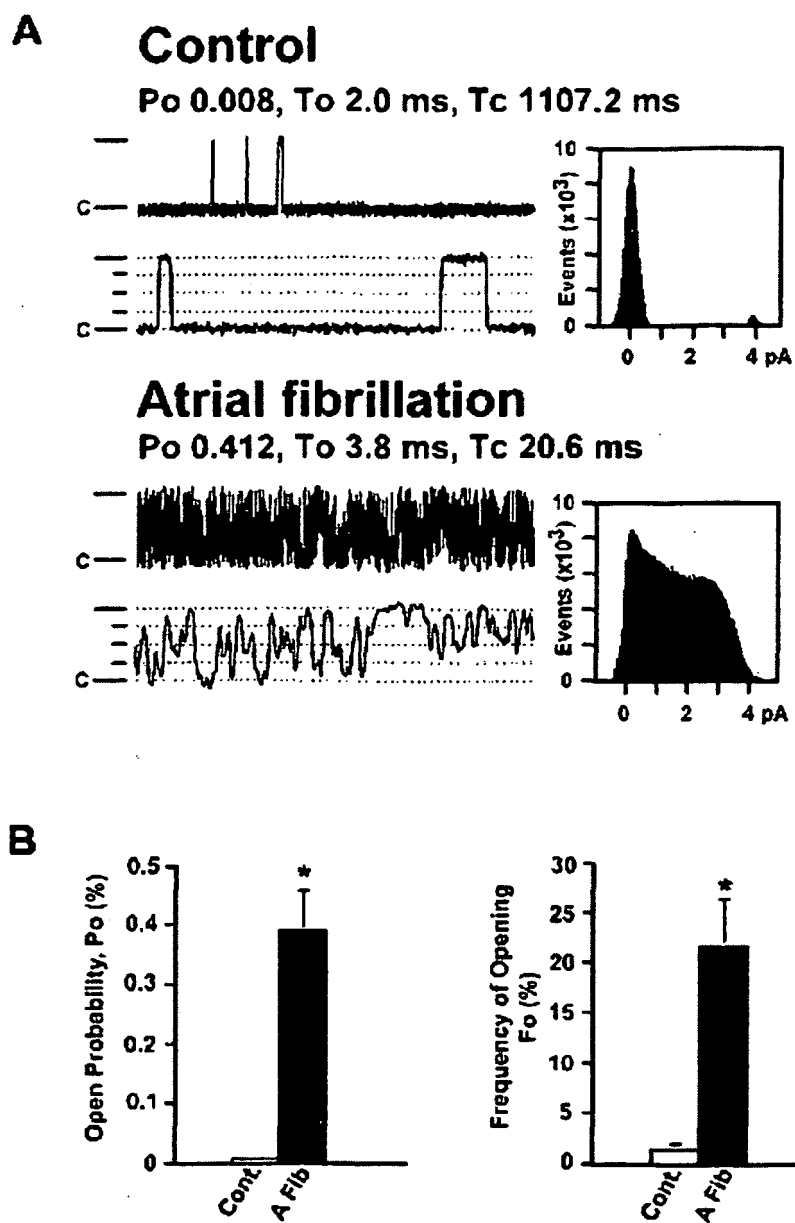 A
Control
Po 0.008, To 2.0 ms, Tc 1107.2 ms
C
C
Events (x10³)
10
0
0 2 4 pA
Atrial fibrillation
Po 0.412, To 3.8 ms, Tc 20.6 ms
C
C
Events (x10³)
10
0
0 2 4 pA
B
Open Probability, Po (%)
0.5
0.4
0.3
0.2
0.1
0
*
Cont.
A Fib
Frequency of Opening
Fo (%)
30
25
20
15
10
5
0
*
Cont.
A Fib